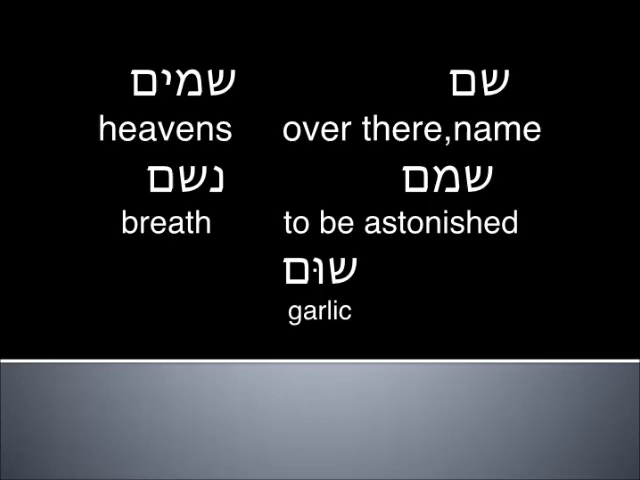 שמים שם
heavens over there,name
נשם שמם
breath to be astonished
שוּם
garlic